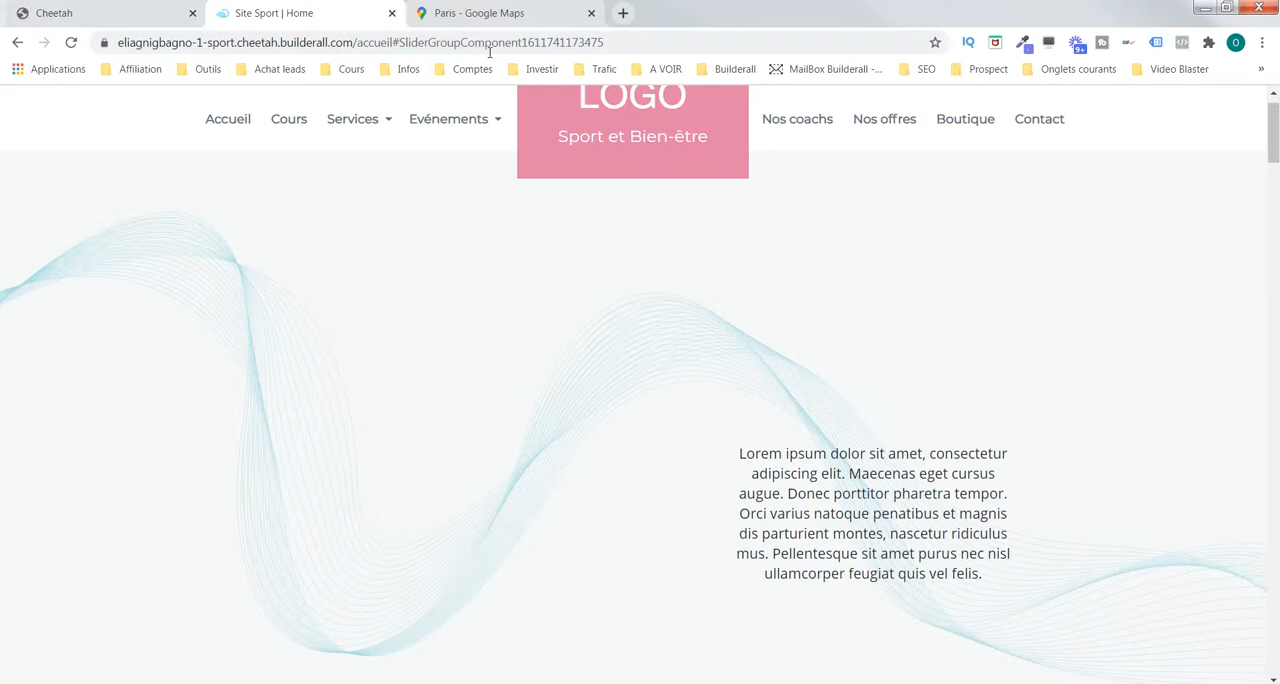 Cheetah
Site Sport | Home
Paris - Google Maps
eliagnigbagno-1-sport.cheetah.builderall.com/accueil#SliderGroupComponent1611741173475
IQ
9+
O
Applications
Affiliation
Outils
Achat leads
Cours
Infos
Comptes
Investir
Trafic
A VOIR
Builderall
MailBox Builderall -...
SEO
Prospect
Onglets courants
Video Blaster
»
Accueil
Cours
Services
Evénements
LOGO
Sport et Bien-être
Nos coachs
Nos offres
Boutique
Contact
Lorem ipsum dolor sit amet, consectetur
adipiscing elit. Maecenas eget cursus
augue. Donec porttitor pharetra tempor.
Orci varius natoque penatibus et magnis
dis parturient montes, nascetur ridiculus
mus. Pellentesque sit amet purus nec nisl
ullamcorper feugiat quis vel felis.